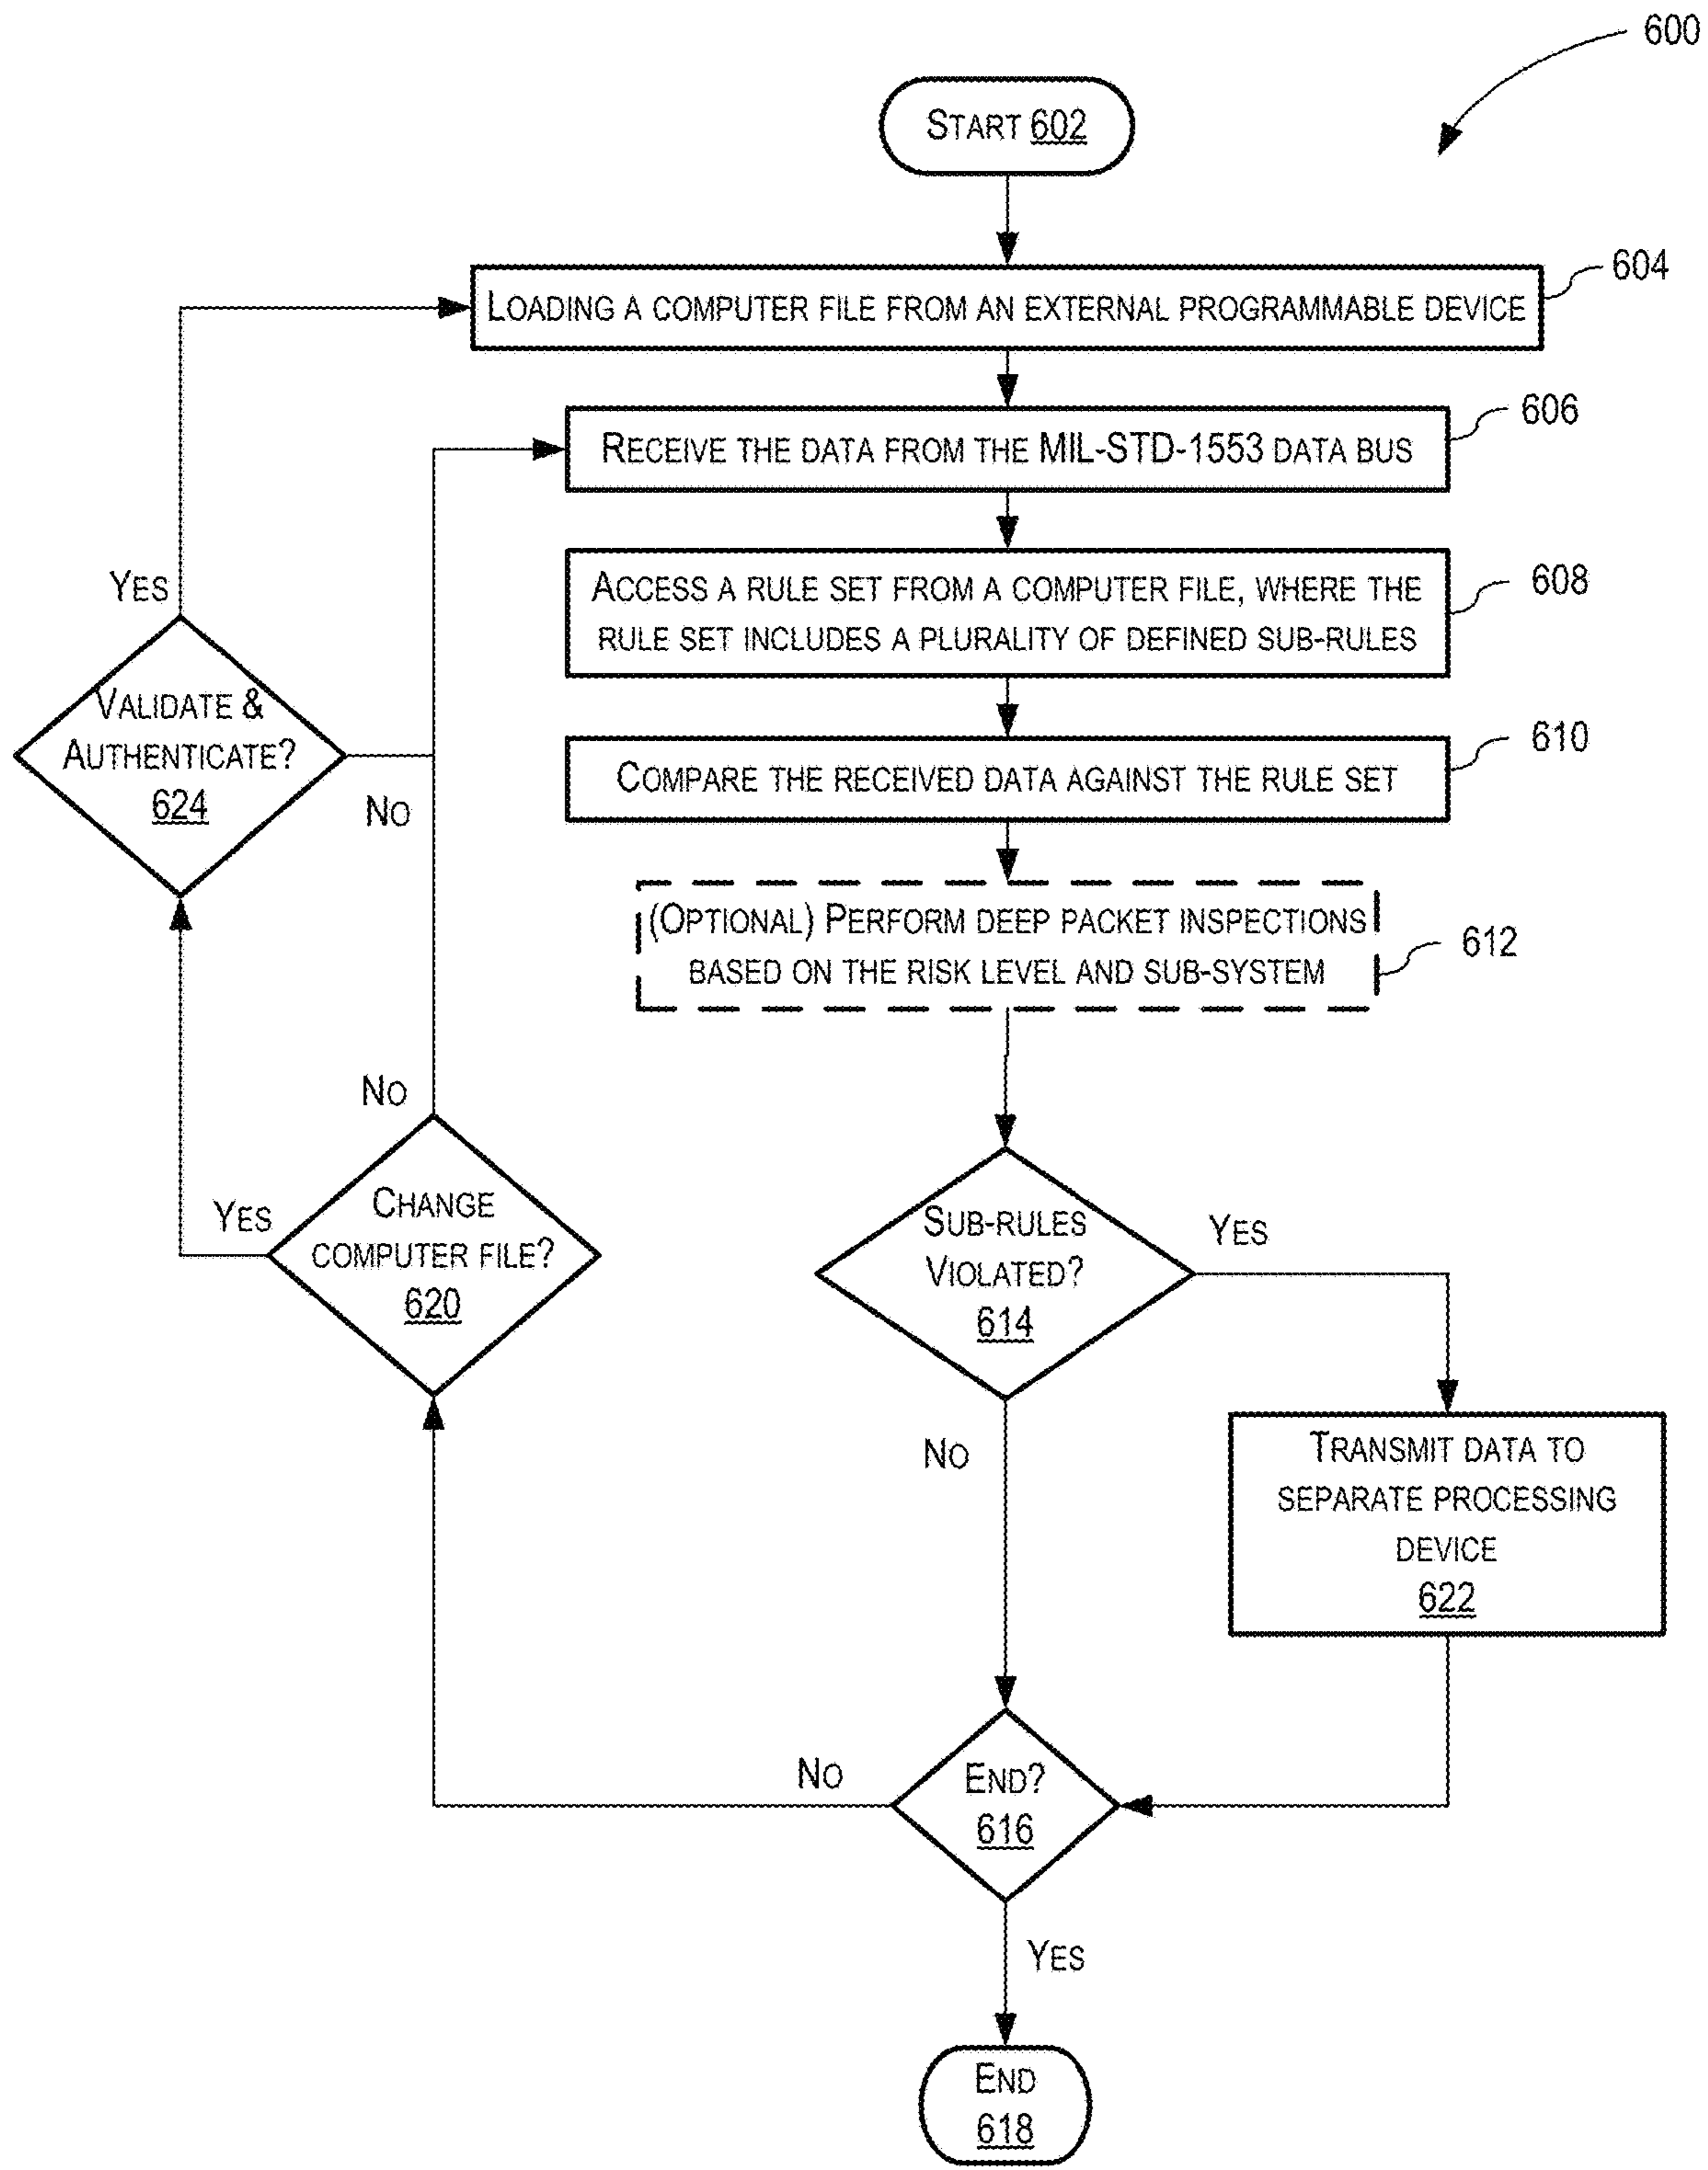 600
START 602
LOADING A COMPUTER FILE FROM AN EXTERNAL PROGRAMMABLE DEVICE
604
RECEIVE THE DATA FROM THE MIL-STD-1553 DATA BUS
606
ACCESS A RULE SET FROM A COMPUTER FILE, WHERE THE
RULE SET INCLUDES A PLURALITY OF DEFINED SUB-RULES
608
YES
VALIDATE &
AUTHENTICATE?
624
NO
COMPARE THE RECEIVED DATA AGAINST THE RULE SET
610
(OPTIONAL) PERFORM DEEP PACKET INSPECTIONS
BASED ON THE RISK LEVEL AND SUB-SYSTEM
612
NO
YES
CHANGE
COMPUTER FILE?
620
SUB-RULES
VIOLATED?
614
YES
NO
TRANSMIT DATA TO
SEPARATE PROCESSING
DEVICE
622
NO
END?
616
YES
END
618